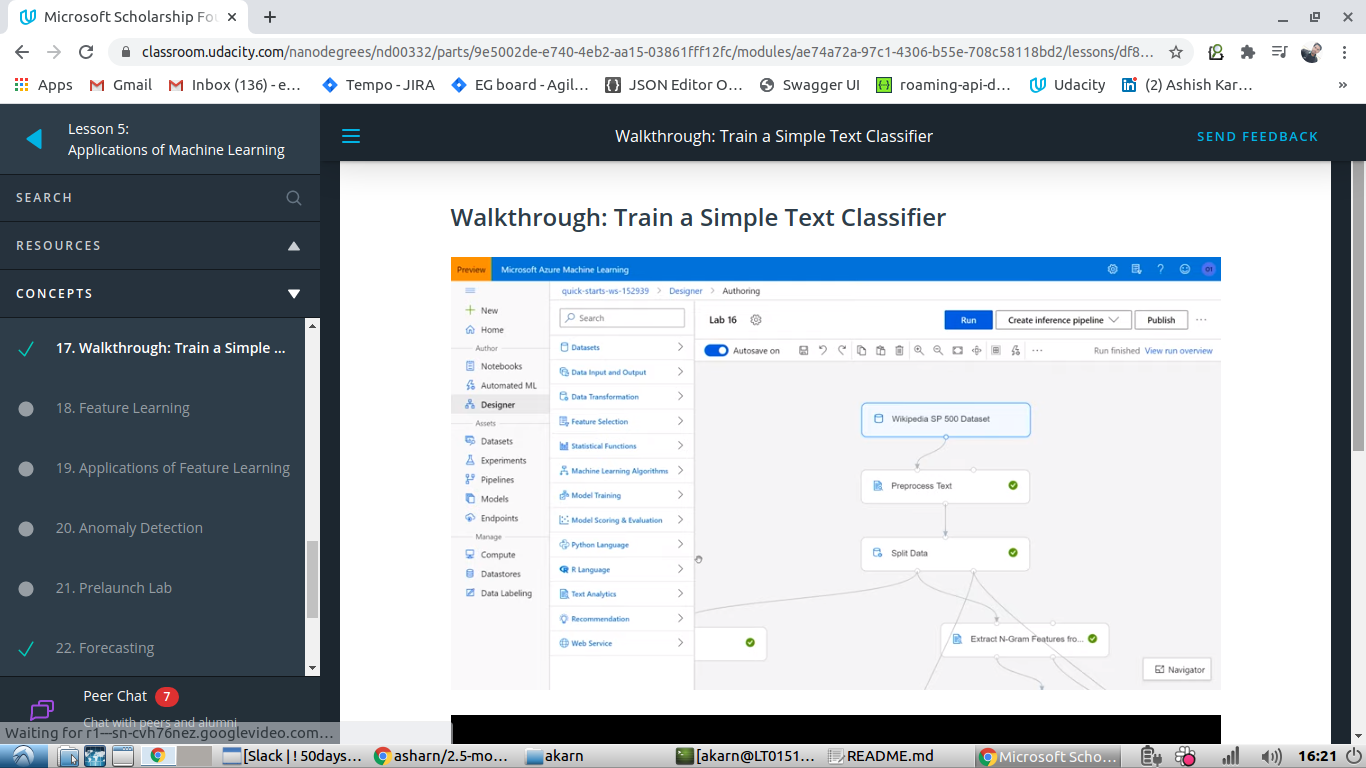 Microsoft Scholarship Fou
classroom.udacity.com/nanodegrees/nd00332/parts/9e5002de-e740-4eb2-aa15-03861fff12fc/modules/ae74a72a-97c1-4306-b55e-708c58118bd2/lessons/df8...
Apps
Gmail
Inbox (136) - e...
Tempo - JIRA
EG board - Agil...
JSON Editor O...
Swagger UI
roaming-api-d...
Udacity
(2) Ashish Kar...
»
Lesson 5:
Applications of Machine Learning
SEARCH
RESOURCES
CONCEPTS
17. Walkthrough: Train a Simple ...
18. Feature Learning
19. Applications of Feature Learning
20. Anomaly Detection
21. Prelaunch Lab
22. Forecasting
Peer Chat 7
Chat with peers and alumni
Waiting for r1---sn-cvh76nez.googlevideo.com...
Walkthrough: Train a Simple Text Classifier
SEND FEEDBACK
Walkthrough: Train a Simple Text Classifier
Preview
Microsoft Azure Machine Learning
New
Home
Author
Notebooks
Automated ML
Designer
Assets
Datasets
Experiments
Pipelines
Models
Endpoints
Manage
Compute
Datastores
Data Labeling
quick-starts-ws-152939 > Designer > Authoring
Search
Datasets
Data Input and Output
Data Transformation
Feature Selection
Statistical Functions
Machine Learning Algorithms
Model Training
Model Scoring & Evaluation
Python Language
R Language
Text Analytics
Recommendation
Web Service
Lab 16
Run
Create inference pipeline
Publish
...
Autosave on
Run finished View run overview
Wikipedia SP 500 Dataset
Preprocess Text
Split Data
Extract N-Gram Features fro...
Navigator
[Slack | ! 50days...
asharn/2.5-mo...
akarn
[akarn@LT0151...
README.md
Microsoft Scho...
16:21